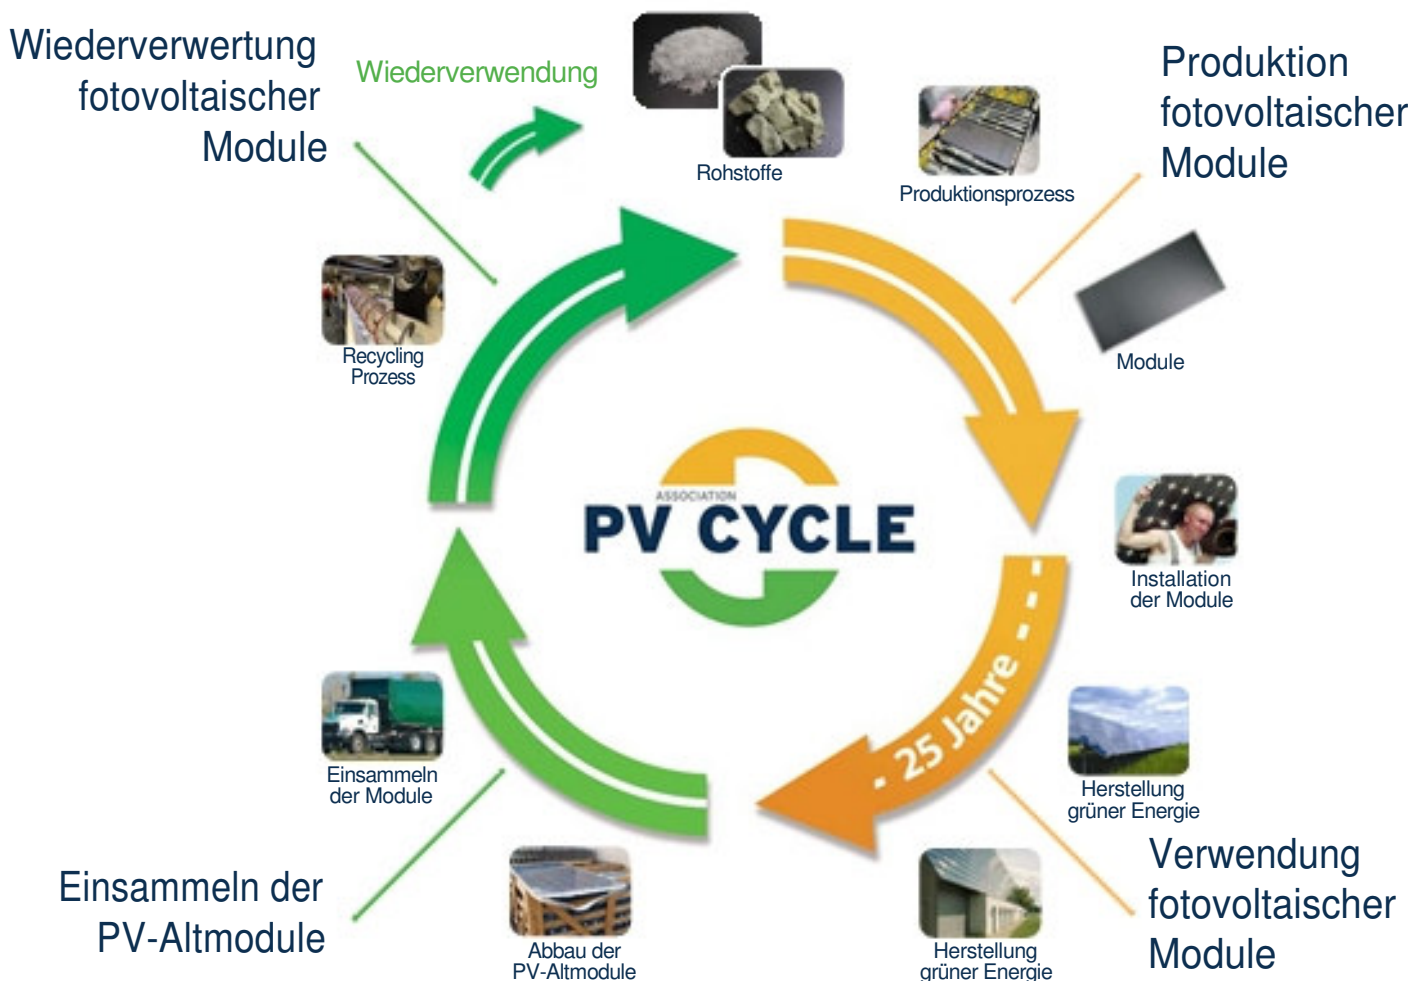 Wiederverwertung
fotovoltaischer
Module
Wiederverwendung
Rohstoffe
Produktionsprozess
Produktion
fotovoltaischer
Module
Module
Recycling
Prozess
ASSOCIATION
PV CYCLE
Installation
der Module
- 25 Jahre - - -
Herstellung
grüner Energie
Einsammeln
der Module
Verwendung
fotovoltaischer
Module
Einsammeln der
PV-Altmodule
Abbau der
PV-Altmodule
Herstellung
grüner Energie